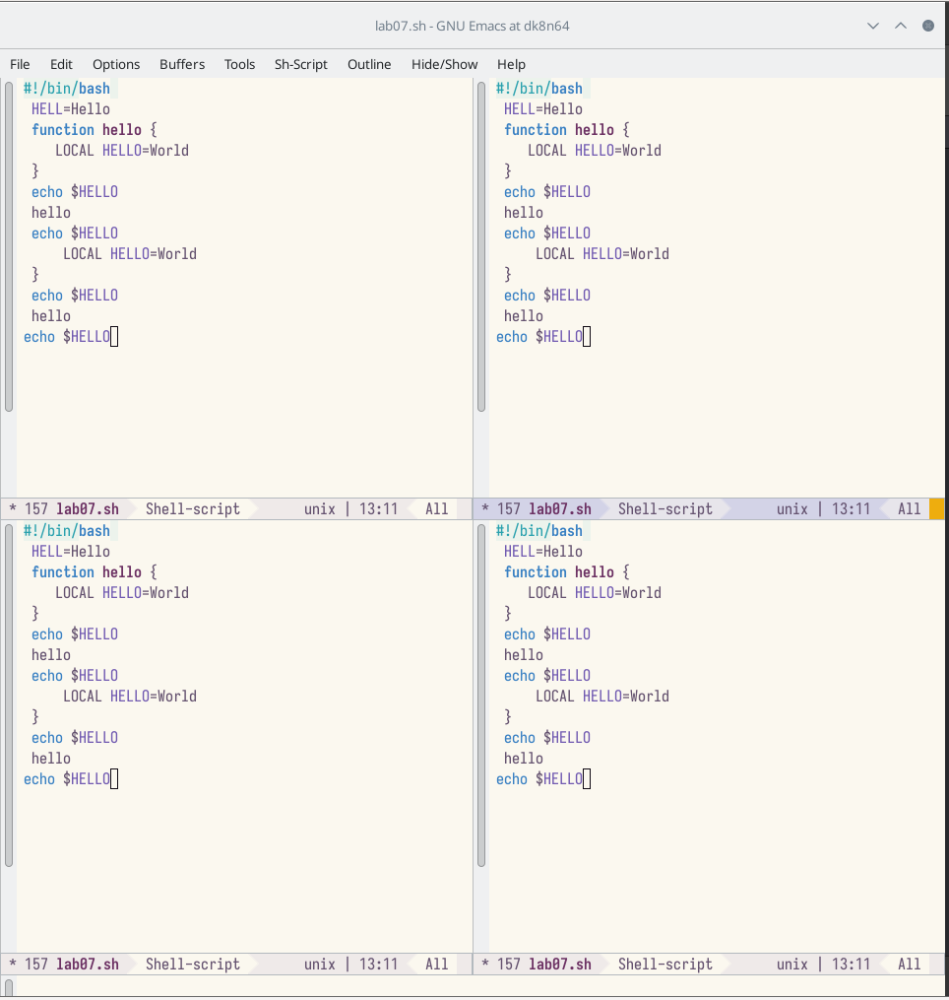 lab07.sh - GNU Emacs at dk8n64
File Edit Options Buffers Tools Sh-Script Outline Hide/Show Help
#!/bin/bash
HELL=Hello
function hello {
LOCAL HELLO=World
}
echo $HELLO
hello
echo $HELLO
LOCAL HELLO=World
}
echo $HELLO
hello
echo $HELLO
* 157 lab07.sh Shell-script unix | 13:11 All
#!/bin/bash
HELL=Hello
function hello {
LOCAL HELLO=World
}
echo $HELLO
hello
echo $HELLO
LOCAL HELLO=World
}
echo $HELLO
hello
echo $HELLO
* 157 lab07.sh Shell-script unix | 13:11 All
#!/bin/bash
HELL=Hello
function hello {
LOCAL HELLO=World
}
echo $HELLO
hello
echo $HELLO
LOCAL HELLO=World
}
echo $HELLO
hello
echo $HELLO
* 157 lab07.sh Shell-script unix | 13:11 All
#!/bin/bash
HELL=Hello
function hello {
LOCAL HELLO=World
}
echo $HELLO
hello
echo $HELLO
LOCAL HELLO=World
}
echo $HELLO
hello
echo $HELLO
* 157 lab07.sh Shell-script unix | 13:11 All